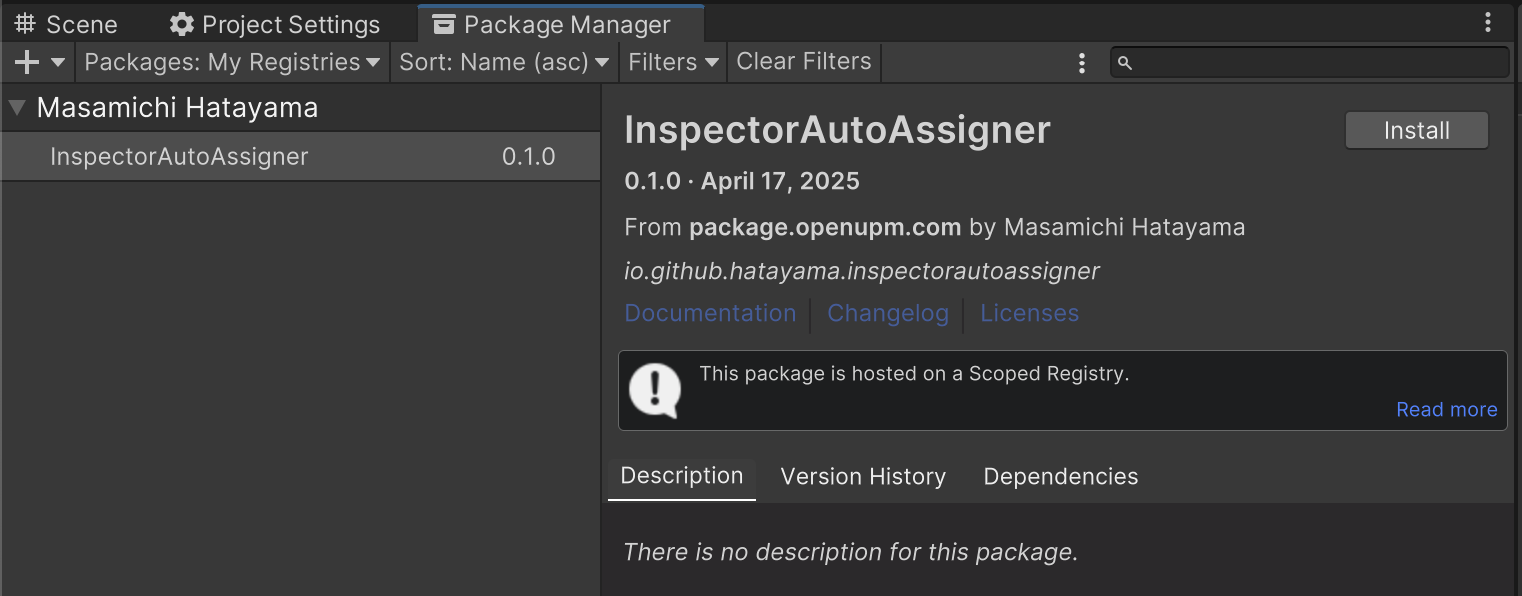 Scene Project Settings Package Manager
Packages: My Registries Sort: Name (asc) Filters Clear Filters
Masamichi Hatayama
InspectorAutoAssigner 0.1.0
InspectorAutoAssigner
Install
0.1.0 · April 17, 2025
From package.openupm.com by Masamichi Hatayama
io.github.hatayama.inspectorautoassigner
Documentation Changelog Licenses
This package is hosted on a Scoped Registry.
Read more
Description Version History Dependencies
There is no description for this package.